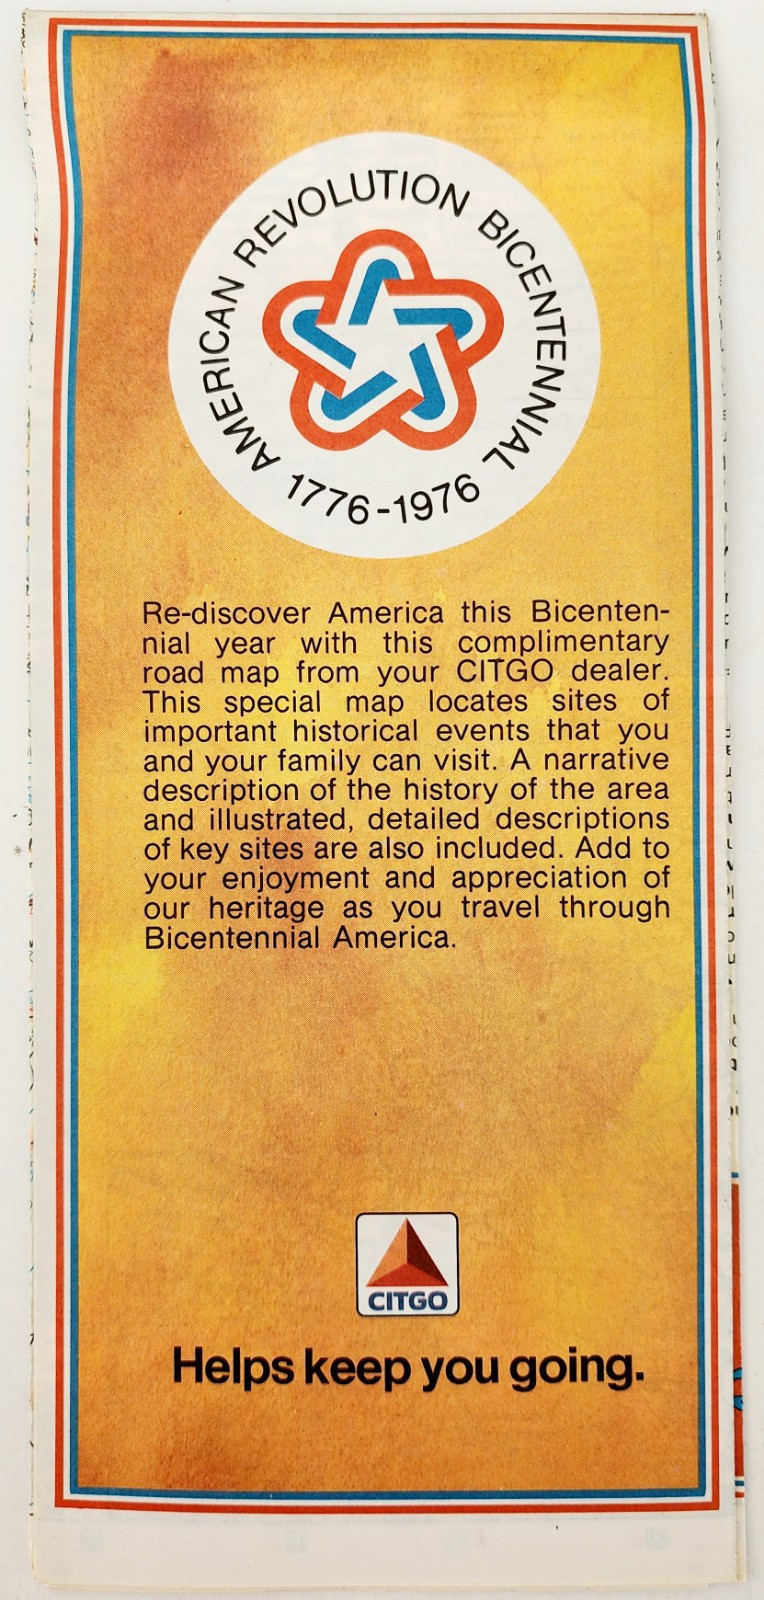 AMERICAN REVOLUTION BICENTENNIAL
1776-1976
Re-discover America this Bicenten-
nial year with this complimentary
road map from your CITGO dealer.
This special map locates sites of
important historical events that you
and your family can visit. A narrative
description of the history of the area
and illustrated, detailed descriptions
of key sites are also included. Add to
your enjoyment and appreciation of
our heritage as you travel through
Bicentennial America.
CITGO
Helps keep you going.